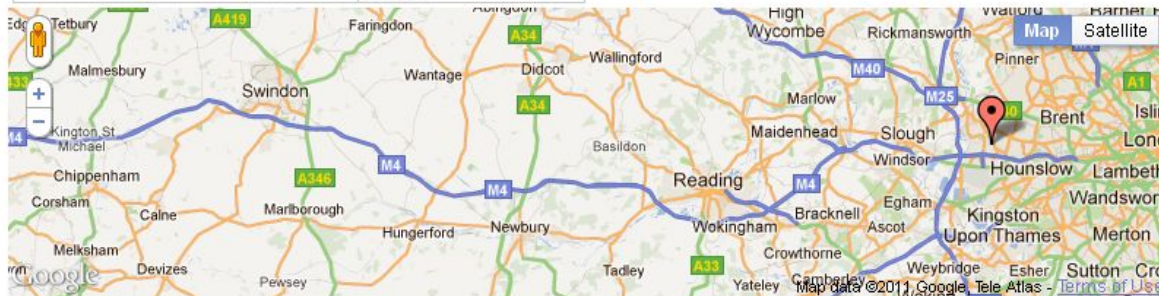 Tetbury
A419
Faringdon
Abingdon
A34
High
Wycombe
Rickmansworth
Watford
Map
Satellite
Malmesbury
Swindon
Wantage
Didcot
Wallingford
M40
Pinner
A1
A34
Marlow
M25
Brent
M4
Kington St
Michael
Basildon
Maidenhead
Slough
Windsor
Hounslow
Chippenham
M4
A346
M4
Reading
M4
Corsham
Calne
Marlborough
Hungerford
Newbury
Wokingham
Bracknell
Egham
Ascot
Kingston
Upon Thames
Merton
Melksham
Devizes
Pewsey
Tadley
A33
Crowthorne
Yateley
Camberley
Weybridge
Esher
Sutton
Google
Map data ©2011 Google, Tele Atlas - Terms of Use